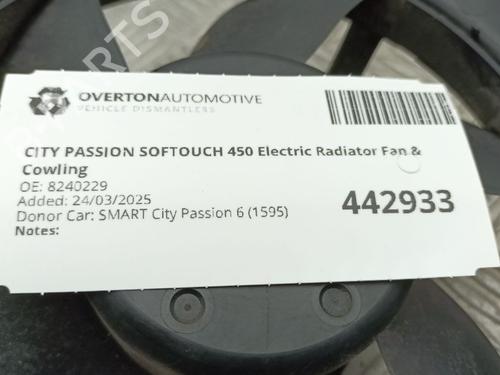 OVERTONAUTOMOTIVE
VEHICLE DISMANTLERS
CITY PASSION SOFTOUCH 450 Electric Radiator Fan &
Cowling
OE: 8240229
Added: 24/03/2025
Donor Car: SMART City Passion 6 (1595)
Notes:
442933